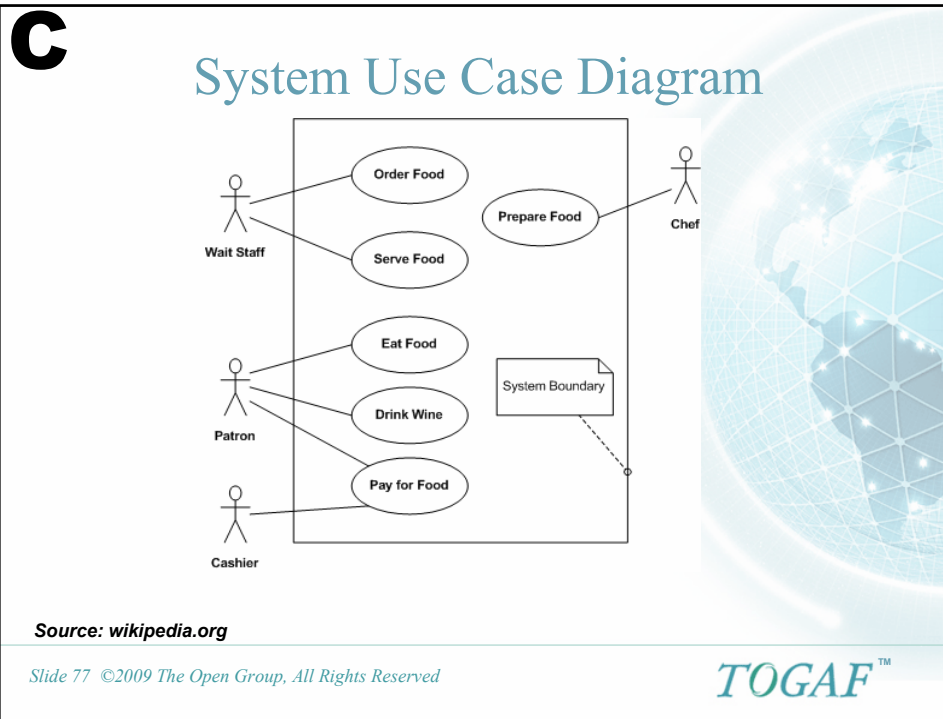 C
System Use Case Diagram
Order Food
Prepare Food
Chef
Wait Staff
Serve Food
Eat Food
System Boundary
Drink Wine
Patron
Pay for Food
Cashier
Source: wikipedia.org
Slide 77 ©2009 The Open Group, All Rights Reserved
TOGAF™